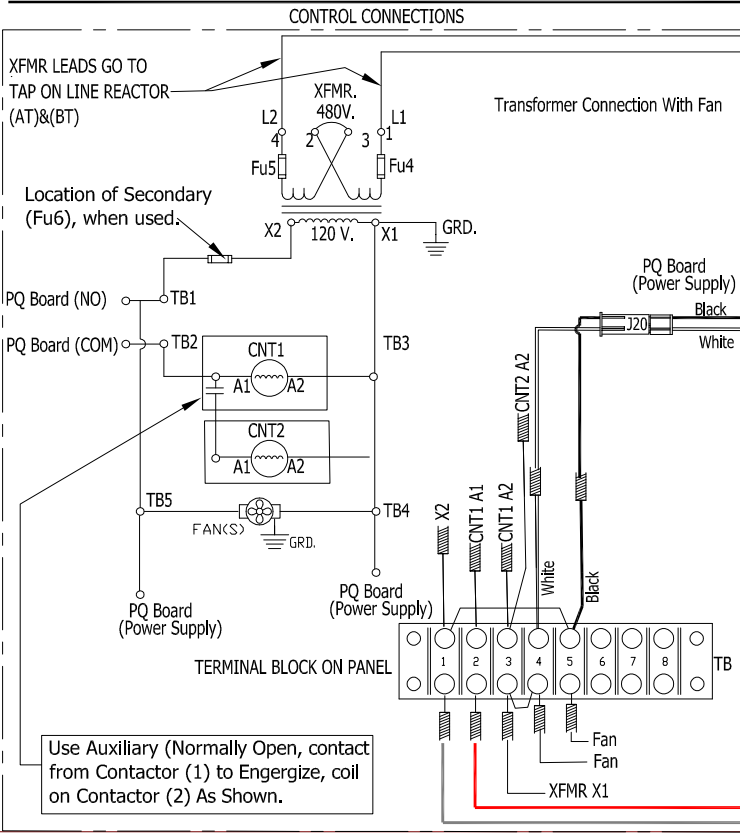 CONTROL CONNECTIONS
XFMR LEADS GO TO
TAP ON LINE REACTOR
(AT)&(BT)
XFMR.
480V.
Transformer Connection With Fan
L2
L1
4
2
3
1
Fu5
Fu4
Location of Secondary
(Fu6), when used.
X2
120 V.
X1
GRD.
PQ Board
(Power Supply)
PQ Board (NO)
TB1
Black
J20
White
PQ Board (COM)
TB2
CNT1
TB3
A1
A2
CNT2 A2
CNT2
A1
A2
TB5
FAN(S)
GRD.
TB4
X2
CNT1 A1
CNT1 A2
White
Black
PQ Board
(Power Supply)
PQ Board
(Power Supply)
TERMINAL BLOCK ON PANEL
1
2
3
4
5
6
7
8
TB
Fan
Fan
XFMR X1
Use Auxiliary (Normally Open, contact
from Contactor (1) to Engergize, coil
on Contactor (2) As Shown.